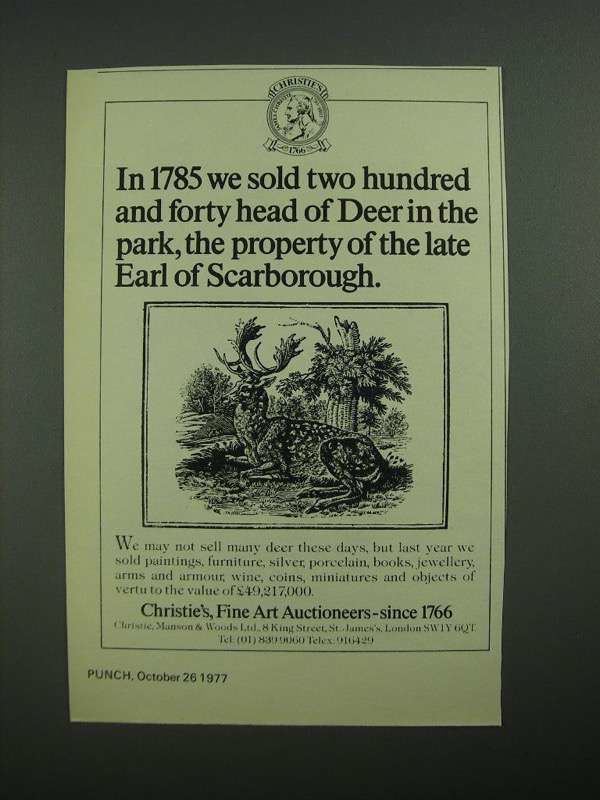 CHRISTIE'S
1766
In 1785 we sold two hundred
and forty head of Deer in the
park, the property of the late
Earl of Scarborough.
We may not sell many deer these days, but last year we
sold paintings, furniture, silver, porcelain, books, jewellery,
arms and armour, wine, coins, miniatures and objects of
vertu to the value of £49,217,000.
Christie's, Fine Art Auctioneers-since 1766
Christie, Manson & Woods Ltd., 8 King Street, St. James's, London SW1Y 6QT.
Tel. (01) 839 9060 Telex: 916429
PUNCH, October 26 1977